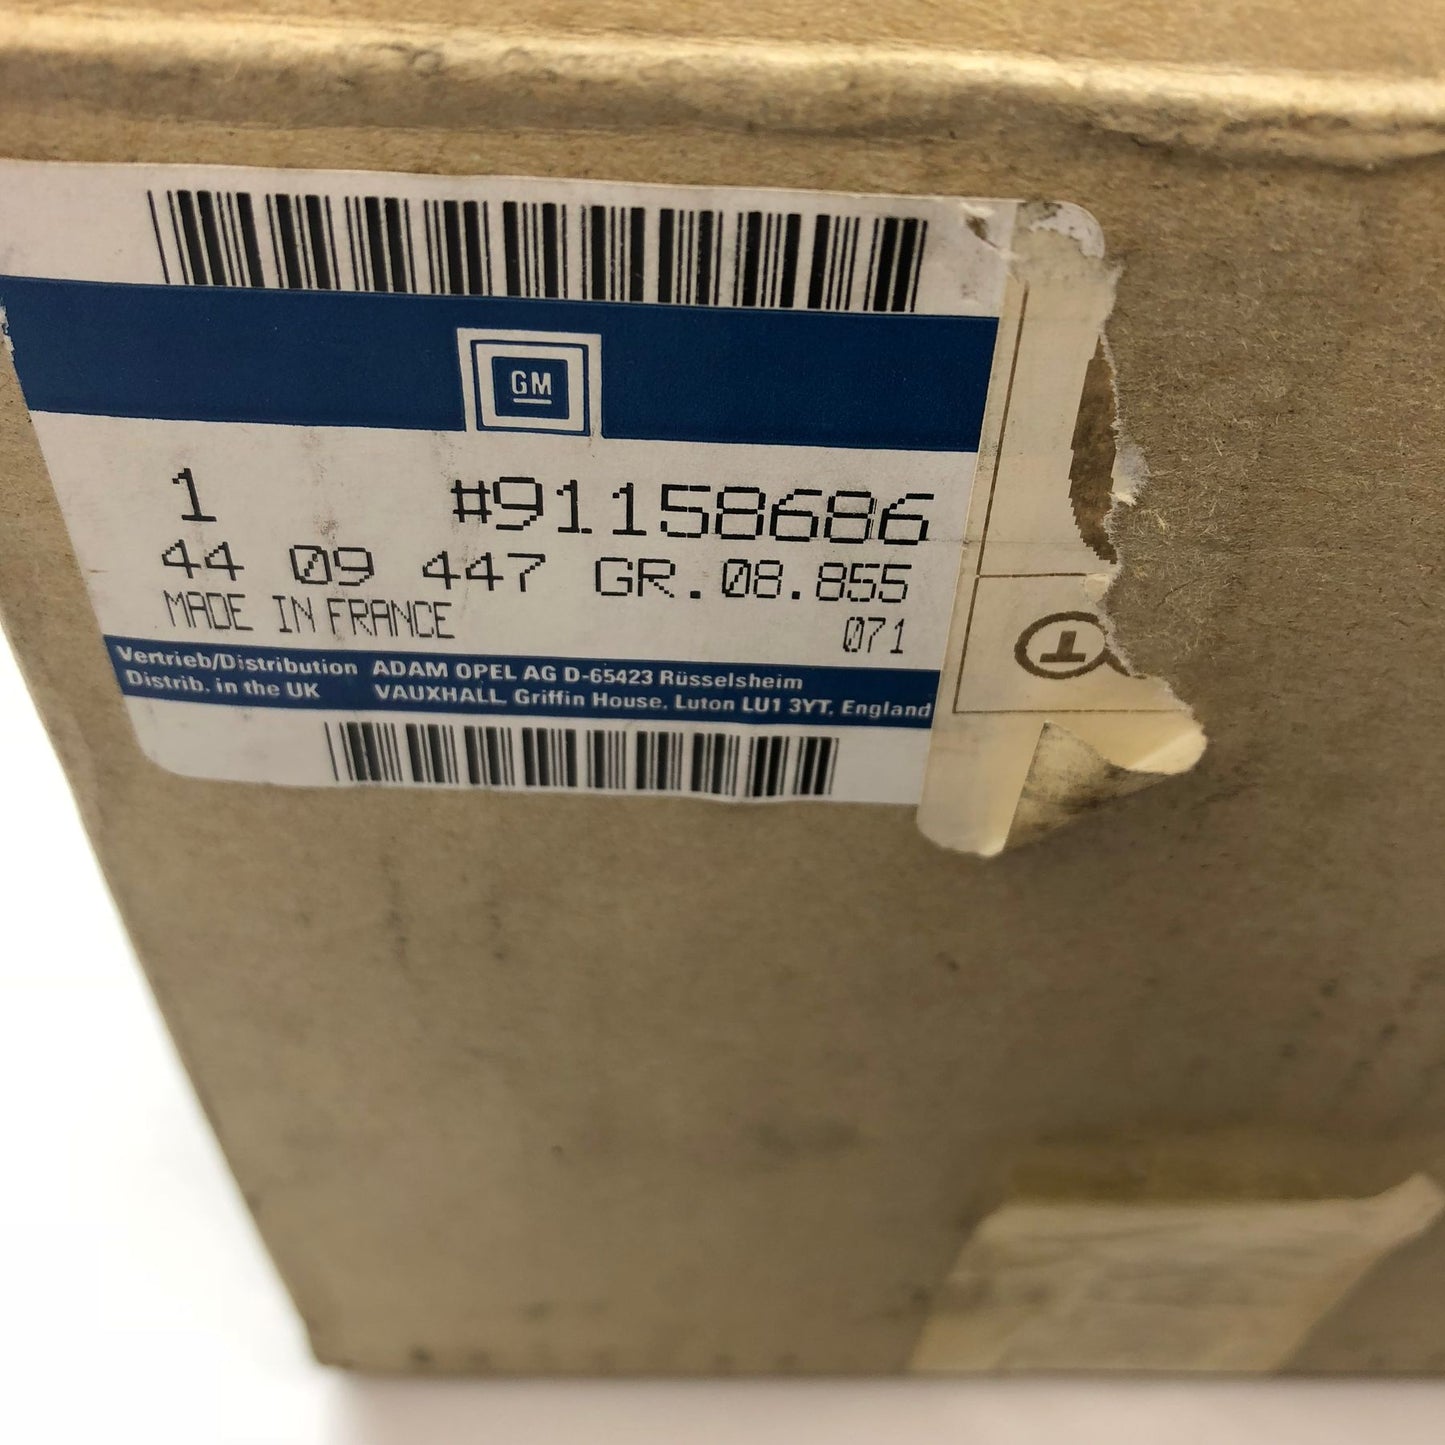 GM
1 #91158686
44 09 447 GR.08.855
MADE IN FRANCE 071
Vertrieb/Distribution ADAM OPEL AG D-65423 Rüsselsheim
Distrib. in the UK VAUXHALL, Griffin House, Luton LU1 3YT, England